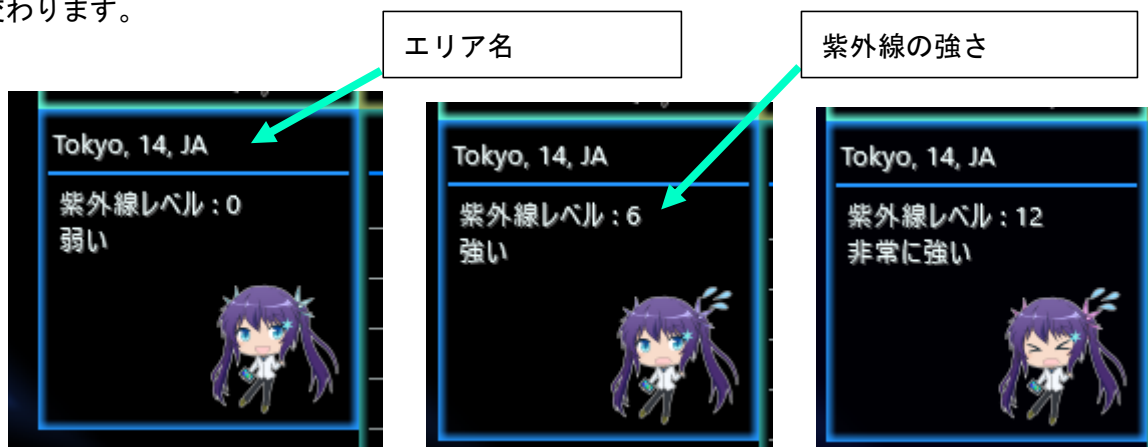 変わります。
エリア名
紫外線の強さ
Tokyo, 14, JA
紫外線レベル : 0
弱い
Tokyo, 14, JA
紫外線レベル : 6
強い
Tokyo, 14, JA
紫外線レベル : 12
非常に強い